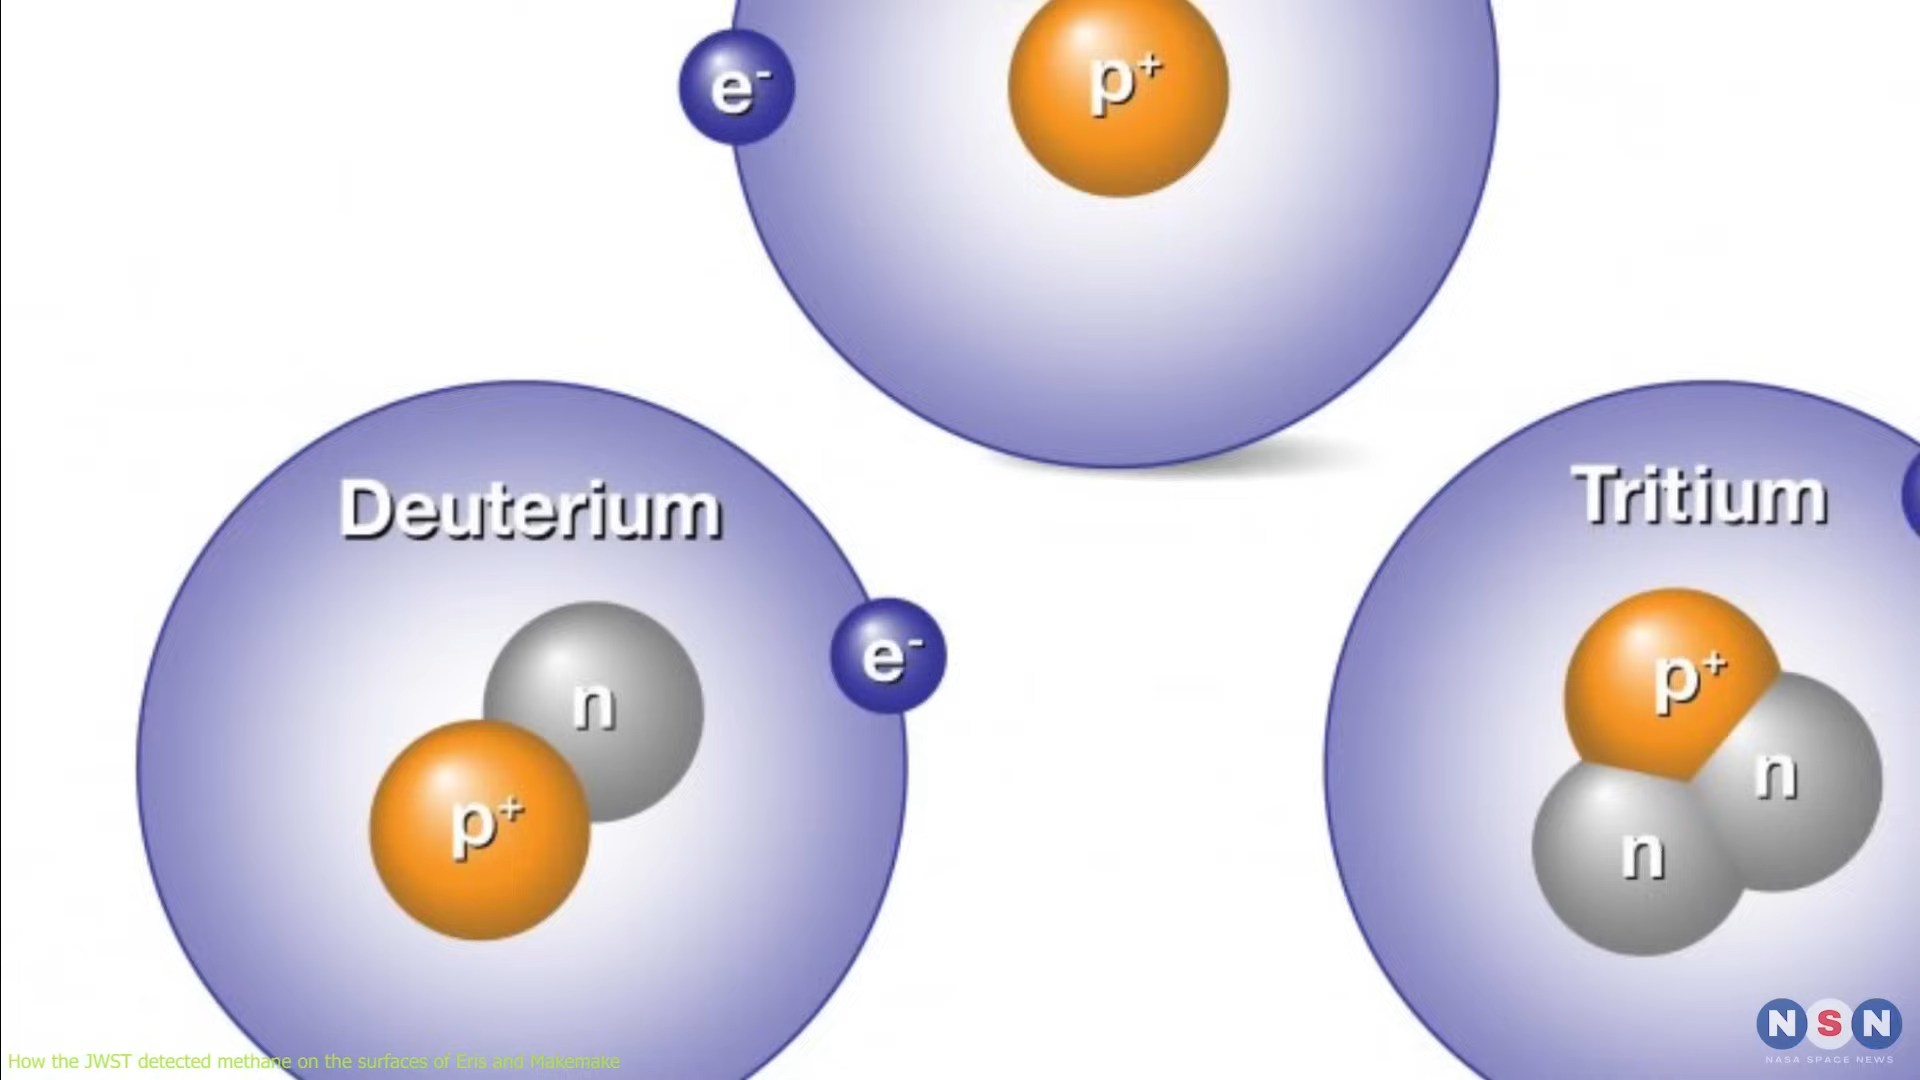 e⁻
p⁺
Deuterium
Tritium
n
e⁻
p⁺
p⁺
n
n
NSN
NASA SPACE NEWS
How the JWST detected methane on the surfaces of Eris and Makemake